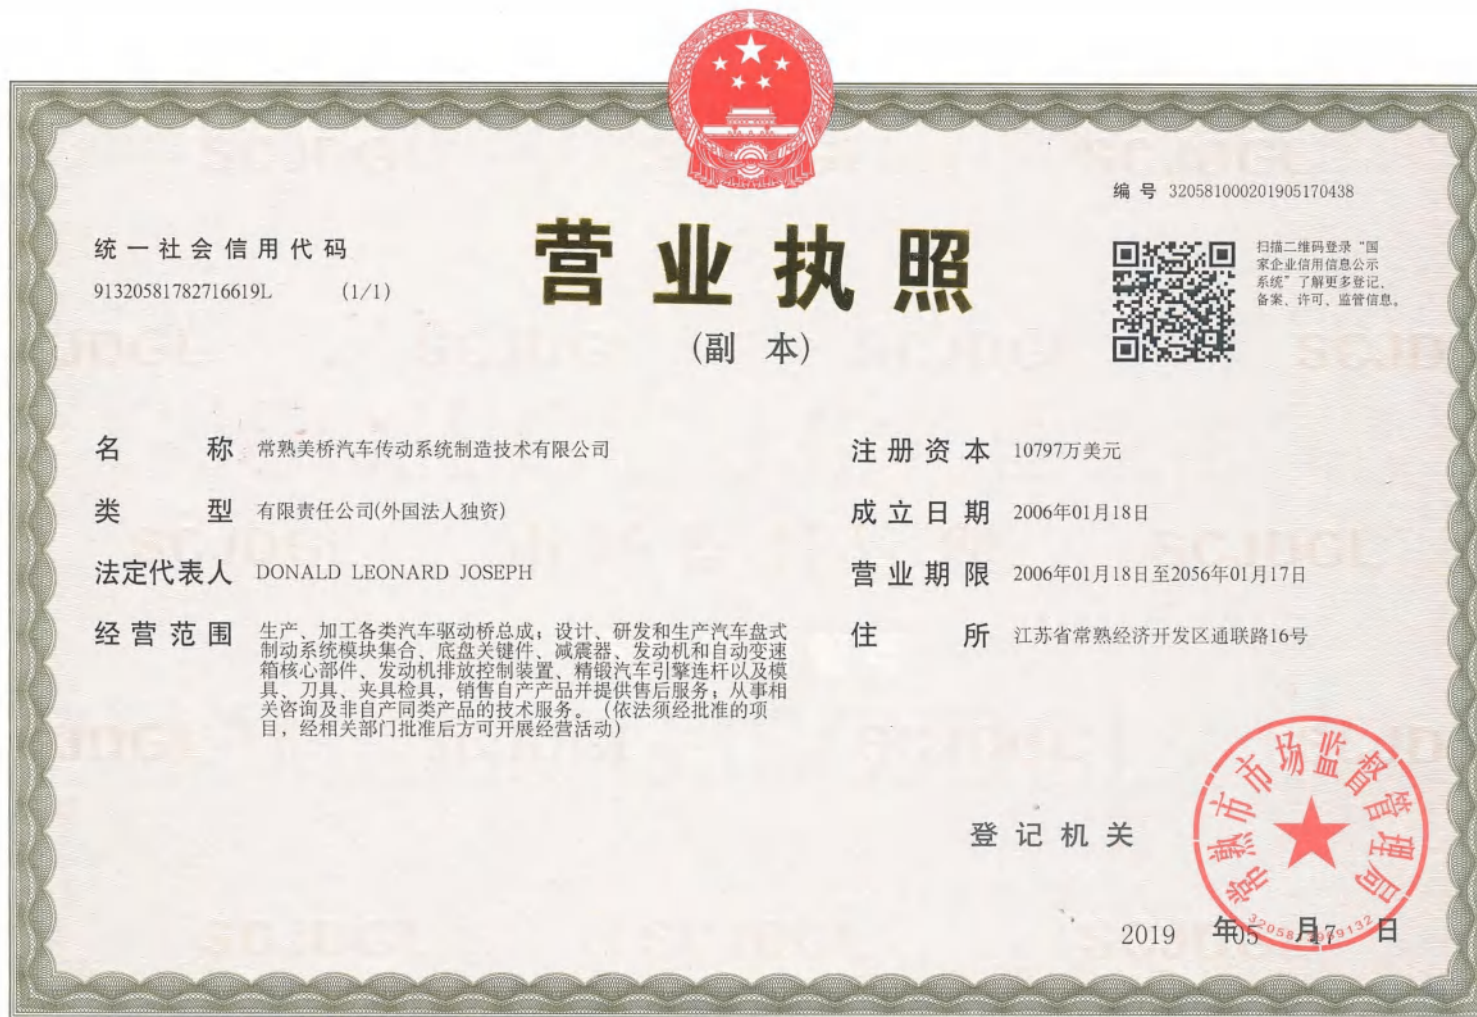 编号 320581000201905170438
统一社会信用代码
91320581782716619L (1/1)
营业执照
(副 本)
扫描二维码登录“国
家企业信用信息公示
系统”了解更多登记、
备案、许可、监管信息。
名称 常熟美桥汽车传动系统制造技术有限公司
类型 有限责任公司(外国法人独资)
法定代表人 DONALD LEONARD JOSEPH
经营范围 生产、加工各类汽车驱动桥总成；设计、研发和生产汽车盘式
制动系统模块集合、底盘关键件、减震器、发动机和自动变速
箱核心部件、发动机排放控制装置、精锻汽车引擎连杆以及模
具、刀具、夹具检具，销售自产产品并提供售后服务；从事相
关咨询及非自产同类产品的技术服务。（依法须经批准的项
目，经相关部门批准后方可开展经营活动）
注册资本 10797万美元
成立日期 2006年01月18日
营业期限 2006年01月18日至2056年01月17日
住所 江苏省常熟经济开发区通联路16号
登记机关
常熟市市场监督管理局
2019 年05 月17 日